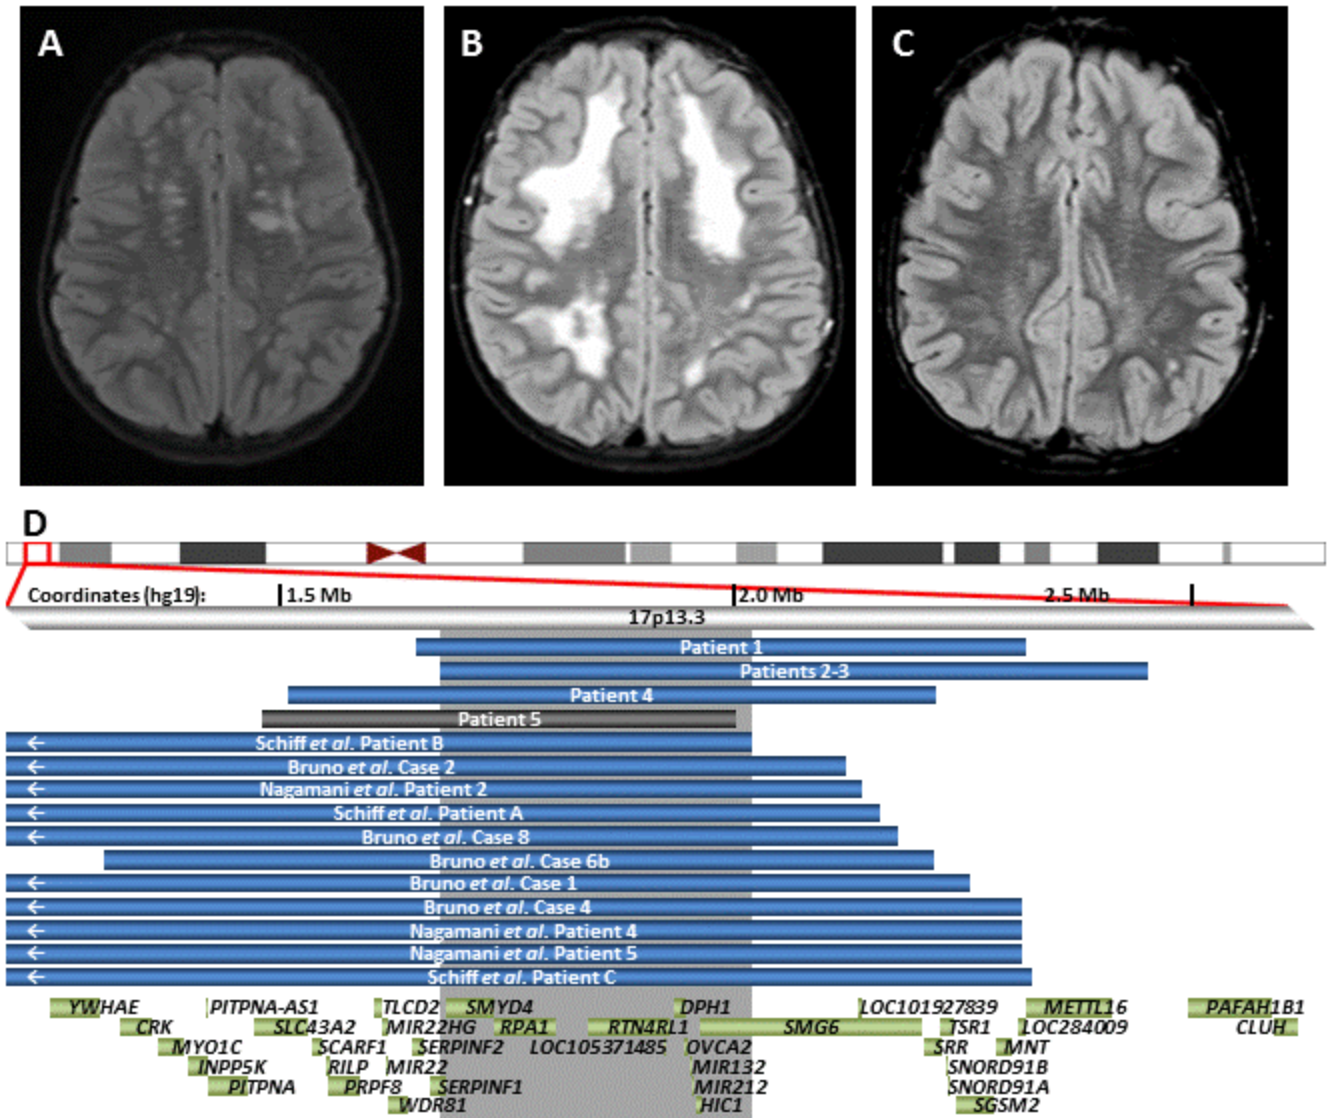 A B C
D
Coordinates (hg19): 1.5 Mb 2.0 Mb 2.5 Mb
17p13.3
Patient 1
Patients 2-3
Patient 4
Patient 5
← Schiff et al. Patient B
← Bruno et al. Case 2
← Nagamani et al. Patient 2
← Schiff et al. Patient A
← Bruno et al. Case 8
Bruno et al. Case 6b
← Bruno et al. Case 1
← Bruno et al. Case 4
← Nagamani et al. Patient 4
← Nagamani et al. Patient 5
← Schiff et al. Patient C
YWHAE PITPNA-AS1 TLCD2 SMYD4 DPH1 LOC101927839 METTL16 PAFAH1B1
CRK SLC43A2 MIR22HG RPA1 RTN4RL1 SMG6 TSR1 LOC284009 CLUH
MYO1C SCARF1 SERPINF2 LOC105371485 OVCA2 SRR MNT
INPP5K RILP MIR22 MIR132 SNORD91B
PITPNA PRPF8 SERPINF1 MIR212 SNORD91A
WDR81 HIC1 SGSM2